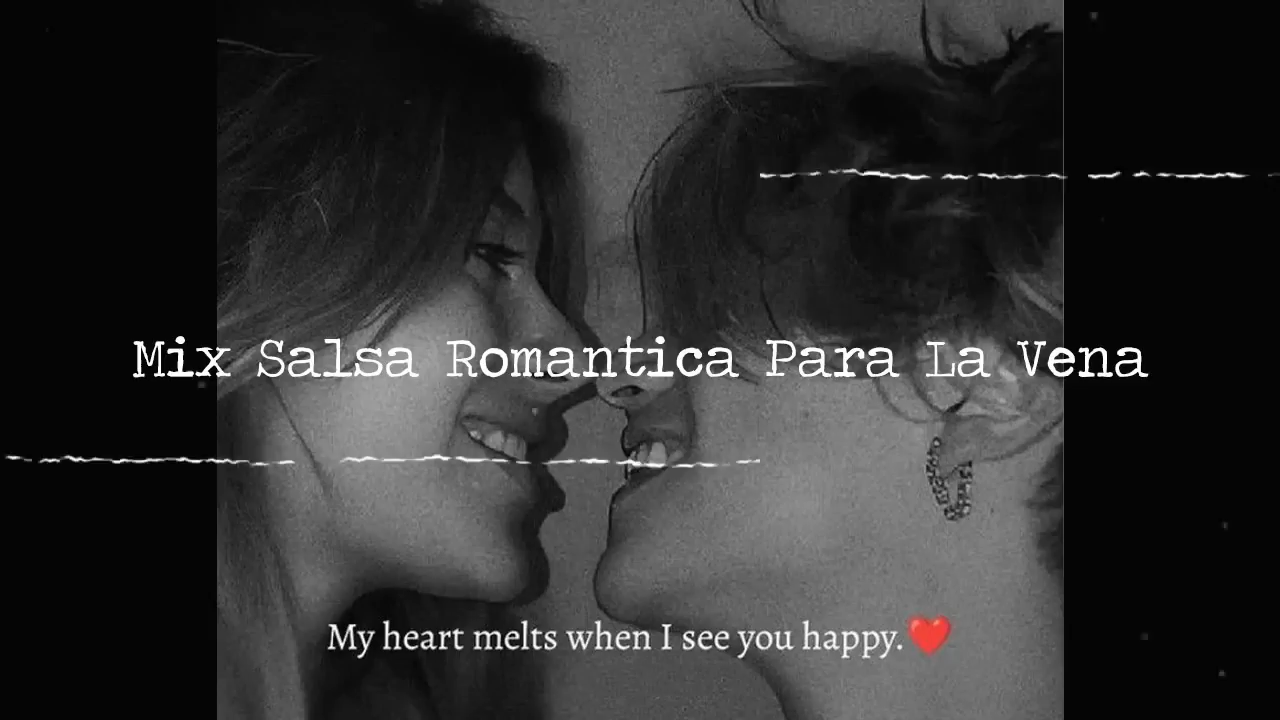 Mix Salsa Romantica Para La Vena
My heart melts when I see you happy.❤️